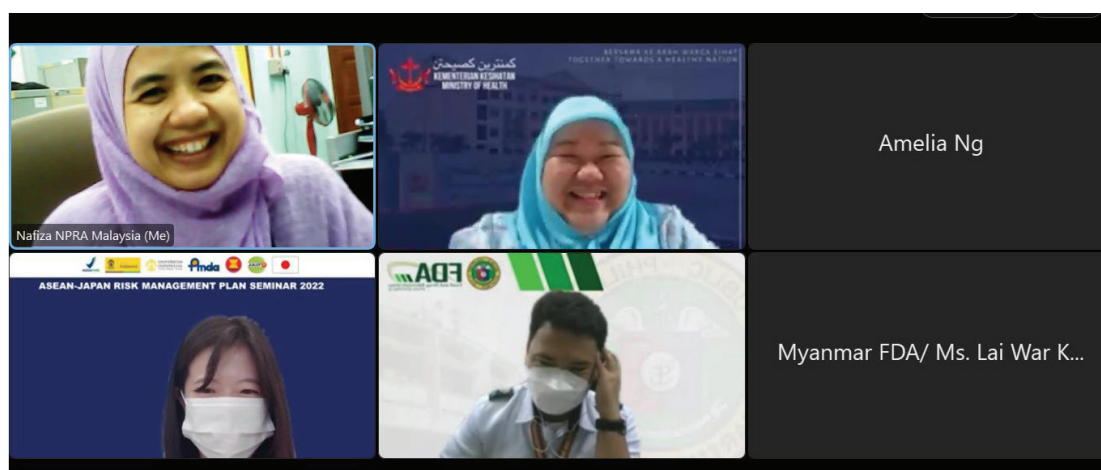 Nafiza NPRA Malaysia (Me)
كمنترين كصيحتن
KEMENTERIAN KESIHATAN
MINISTRY OF HEALTH
BERSAMA KE ARAH WARGA SIHAT
TOGETHER TOWARDS A HEALTHY NATION
Amelia Ng
Pmda
ASEAN-JAPAN RISK MANAGEMENT PLAN SEMINAR 2022
FDA
Myanmar FDA/ Ms. Lai War K...